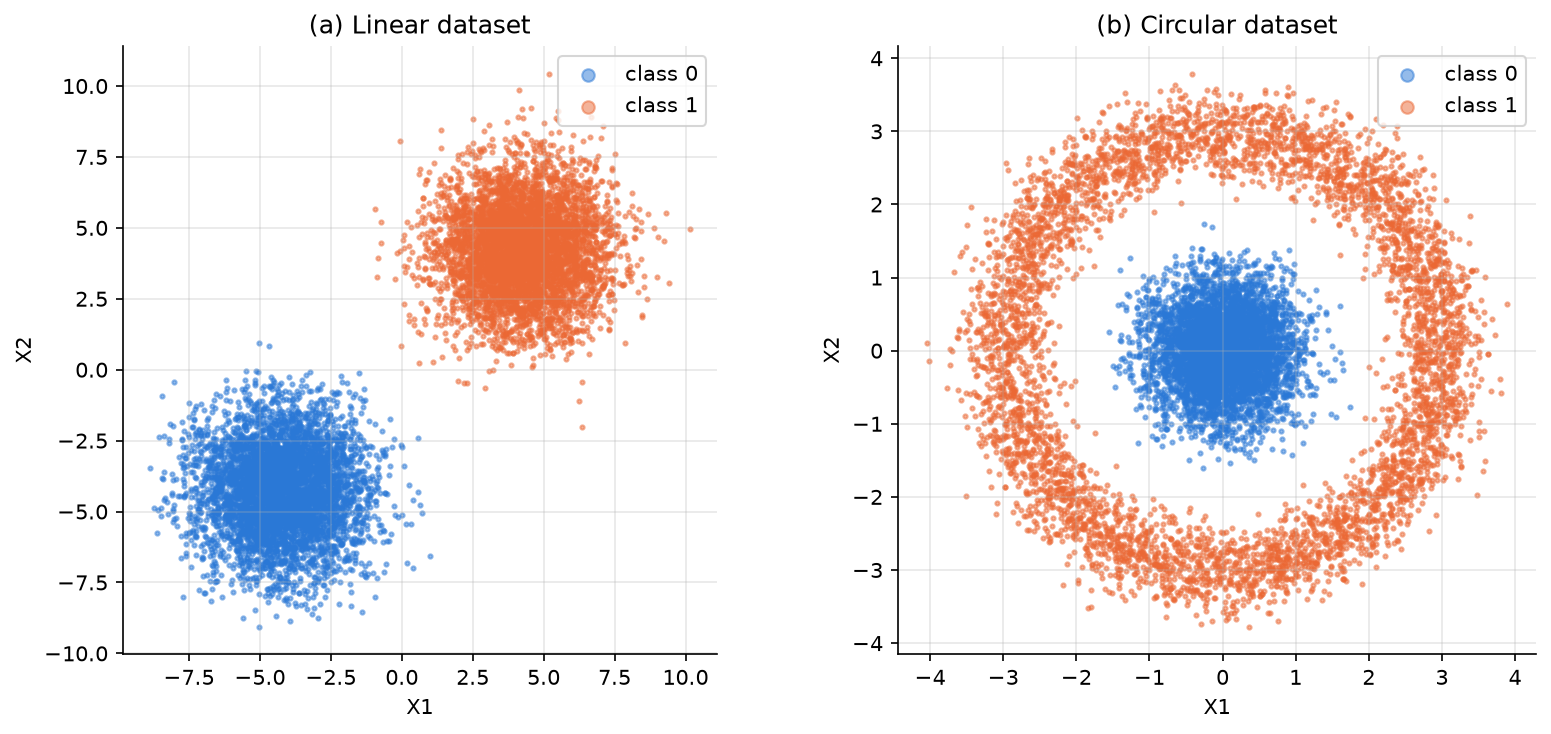 (a) Linear dataset
class 0
class 1
10.0
7.5
5.0
2.5
0.0
−2.5
−5.0
−7.5
−10.0
X2
−7.5 −5.0 −2.5 0.0 2.5 5.0 7.5 10.0
X1
(b) Circular dataset
class 0
class 1
4
3
2
1
0
−1
−2
−3
−4
X2
−4 −3 −2 −1 0 1 2 3 4
X1